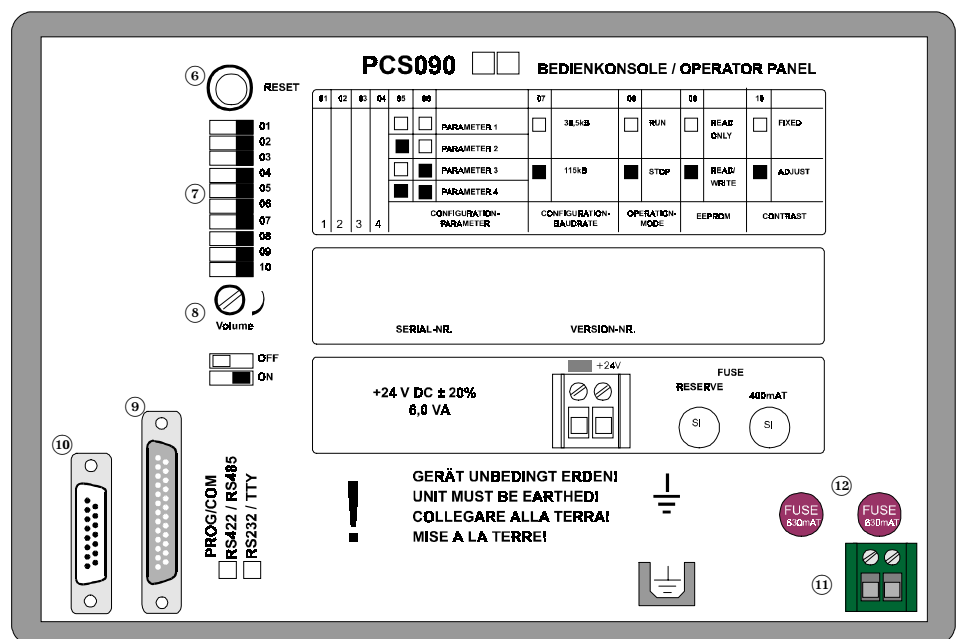 PCS090 BEDIENKONSOLE / OPERATOR PANEL
6
RESET
01 02 03 04 05 06 07 08 09 10
PARAMETER 1 38,5kB RUN READ ONLY FIXED
PARAMETER 2
PARAMETER 3 115kB STOP READ/ WRITE ADJUST
PARAMETER 4
1 2 3 4 CONFIGURATION-PARAMETER CONFIGURATION-BAUDRATE OPERATION-MODE EEPROM CONTRAST
7
01
02
03
04
05
06
07
08
09
10
8
Volume
SERIAL-NR. VERSION-NR.
OFF
ON
+24 V DC ± 20%
6,0 VA
+24V
FUSE
RESERVE 400mAT
SI SI
9
10
PROG/COM
RS422 / RS485
RS232 / TTY
!
GERÄT UNBEDINGT ERDEN!
UNIT MUST BE EARTHED!
COLLEGARE ALLA TERRA!
MISE A LA TERRE!
12
FUSE
630mAT
FUSE
630mAT
11